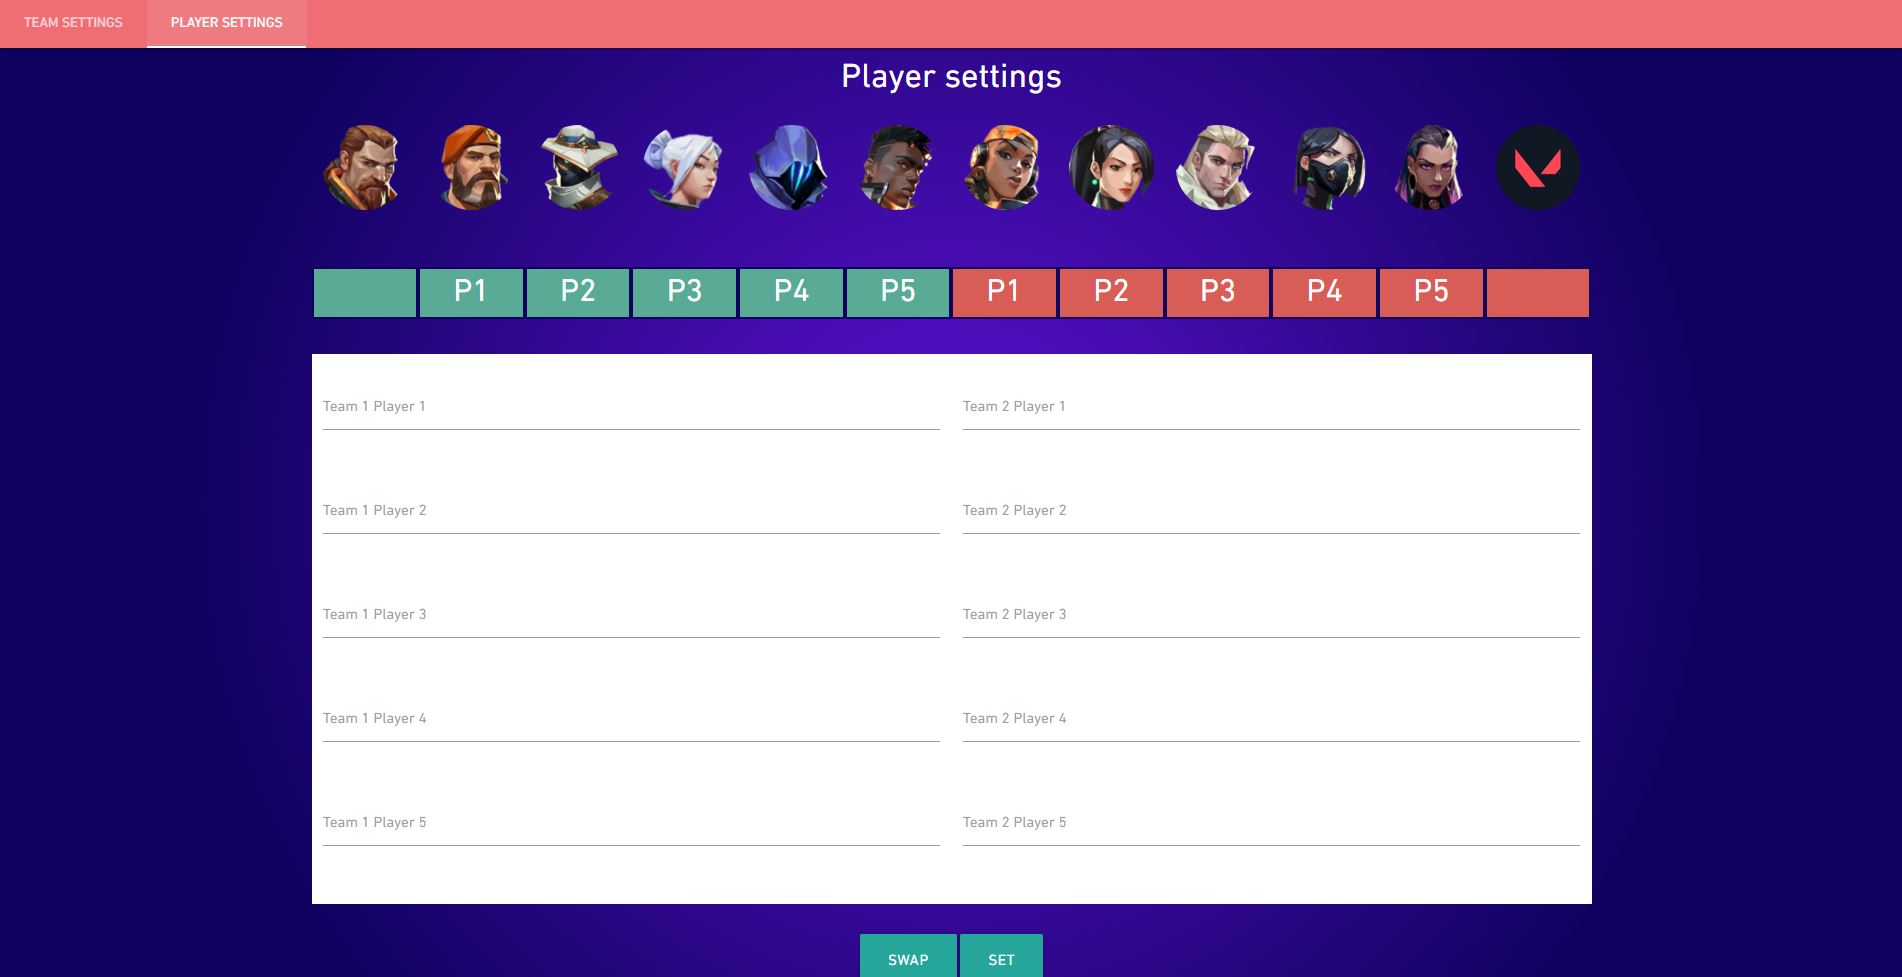 TEAM SETTINGS PLAYER SETTINGS
Player settings
P1 P2 P3 P4 P5 P1 P2 P3 P4 P5
Team 1 Player 1 Team 2 Player 1
Team 1 Player 2 Team 2 Player 2
Team 1 Player 3 Team 2 Player 3
Team 1 Player 4 Team 2 Player 4
Team 1 Player 5 Team 2 Player 5
SWAP SET